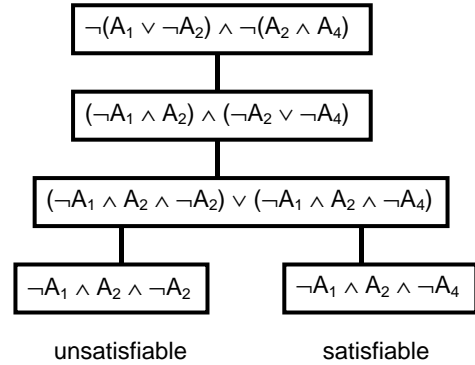 ¬(A₁ ∨ ¬A₂) ∧ ¬(A₂ ∧ A₄)
(¬A₁ ∧ A₂) ∧ (¬A₂ ∨ ¬A₄)
(¬A₁ ∧ A₂ ∧ ¬A₂) ∨ (¬A₁ ∧ A₂ ∧ ¬A₄)
¬A₁ ∧ A₂ ∧ ¬A₂ ¬A₁ ∧ A₂ ∧ ¬A₄
unsatisfiable satisfiable